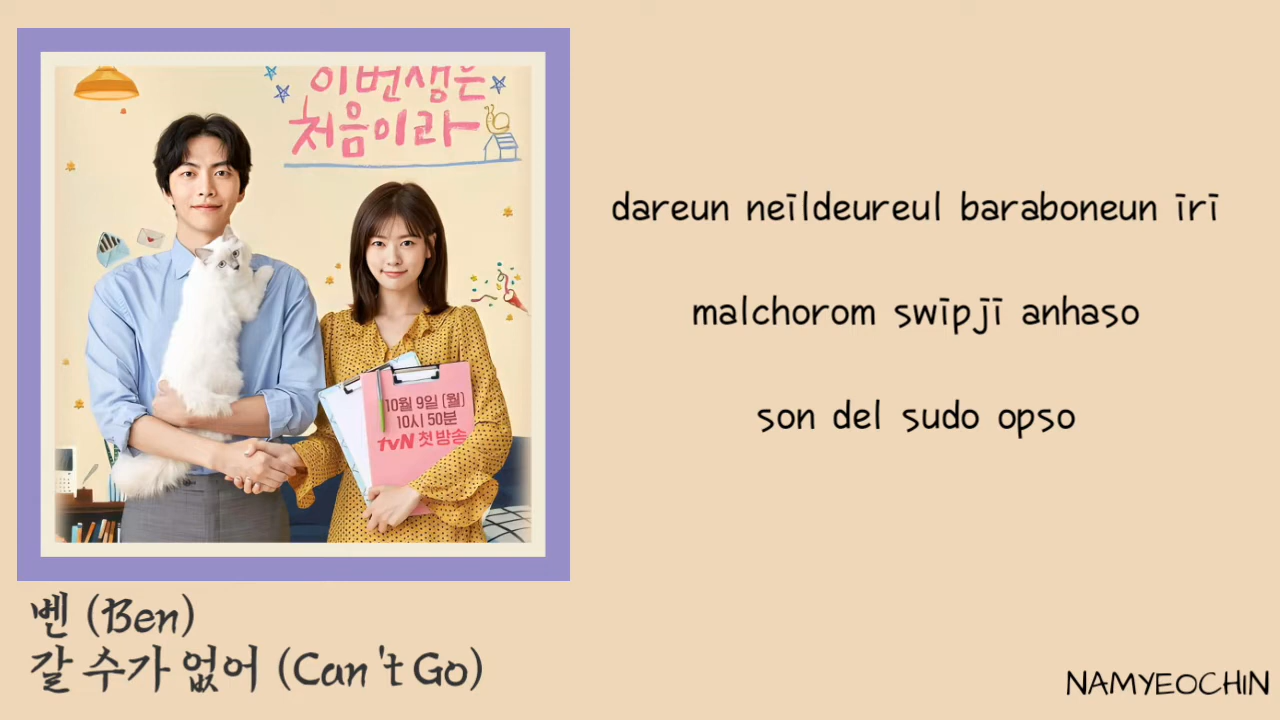 이번생은
처음이라
10월 9일 (월)
10시 50분
tvN 첫방송
dareun neīldeureul baraboneun īrī
malchorom swīpjī anhaso
son del sudo opso
벤 (Ben)
갈 수가 없어 (Can't Go)
NAMYEOCHIN